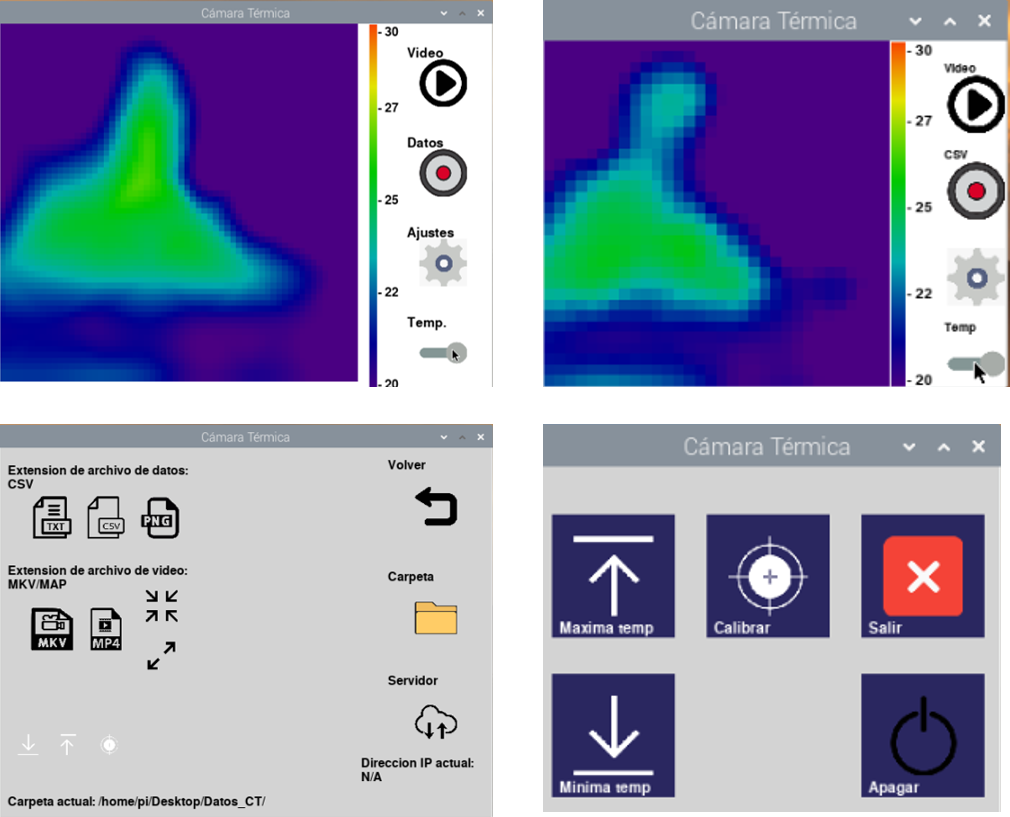 Cámara Térmica
30
Video
27
Datos
25
Ajustes
22
Temp.
20
Cámara Térmica
30
Video
27
CSV
25
22
Temp
20
Cámara Térmica
Extension de archivo de datos:
CSV
TXT
CSV
PNG
Extension de archivo de video:
MKV/MAP
MKV
MP4
Volver
Carpeta
Servidor
Direccion IP actual:
N/A
Carpeta actual: /home/pi/Desktop/Datos_CT/
Cámara Térmica
Maxima temp
Calibrar
Salir
Minima temp
Apagar